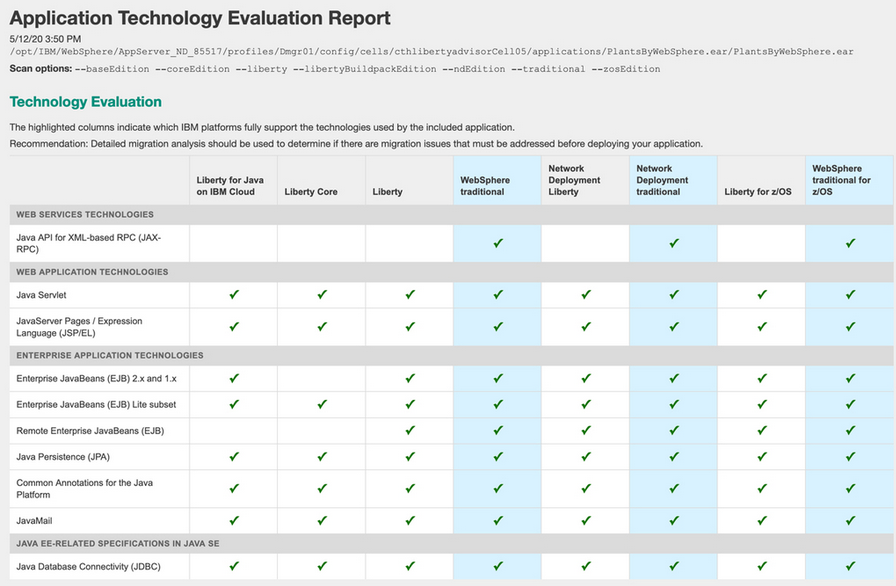 Application Technology Evaluation Report
5/12/20 3:50 PM
/opt/IBM/WebSphere/AppServer_ND_85517/profiles/Dmgr01/config/cells/cthlibertyadvisorCell05/applications/PlantsByWebSphere.ear/PlantsByWebSphere.ear
Scan options: --baseEdition --coreEdition --liberty --libertyBuildpackEdition --ndEdition --traditional --zosEdition
Technology Evaluation
The highlighted columns indicate which IBM platforms fully support the technologies used by the included application.
Recommendation: Detailed migration analysis should be used to determine if there are migration issues that must be addressed before deploying your application.
Liberty for Java
on IBM Cloud
Liberty Core
Liberty
WebSphere
traditional
Network
Deployment
Liberty
Network
Deployment
traditional
Liberty for z/OS
WebSphere
traditional for
z/OS
WEB SERVICES TECHNOLOGIES
Java API for XML-based RPC (JAX-
RPC)
✓ ✓ ✓
WEB APPLICATION TECHNOLOGIES
Java Servlet ✓ ✓ ✓ ✓ ✓ ✓ ✓ ✓
JavaServer Pages / Expression
Language (JSP/EL)
✓ ✓ ✓ ✓ ✓ ✓ ✓ ✓
ENTERPRISE APPLICATION TECHNOLOGIES
Enterprise JavaBeans (EJB) 2.x and 1.x ✓ ✓ ✓ ✓ ✓ ✓ ✓
Enterprise JavaBeans (EJB) Lite subset ✓ ✓ ✓ ✓ ✓ ✓ ✓ ✓
Remote Enterprise JavaBeans (EJB) ✓ ✓ ✓ ✓ ✓ ✓
Java Persistence (JPA) ✓ ✓ ✓ ✓ ✓ ✓ ✓ ✓
Common Annotations for the Java
Platform
✓ ✓ ✓ ✓ ✓ ✓ ✓ ✓
JavaMail ✓ ✓ ✓ ✓ ✓ ✓ ✓ ✓
JAVA EE-RELATED SPECIFICATIONS IN JAVA SE
Java Database Connectivity (JDBC) ✓ ✓ ✓ ✓ ✓ ✓ ✓ ✓